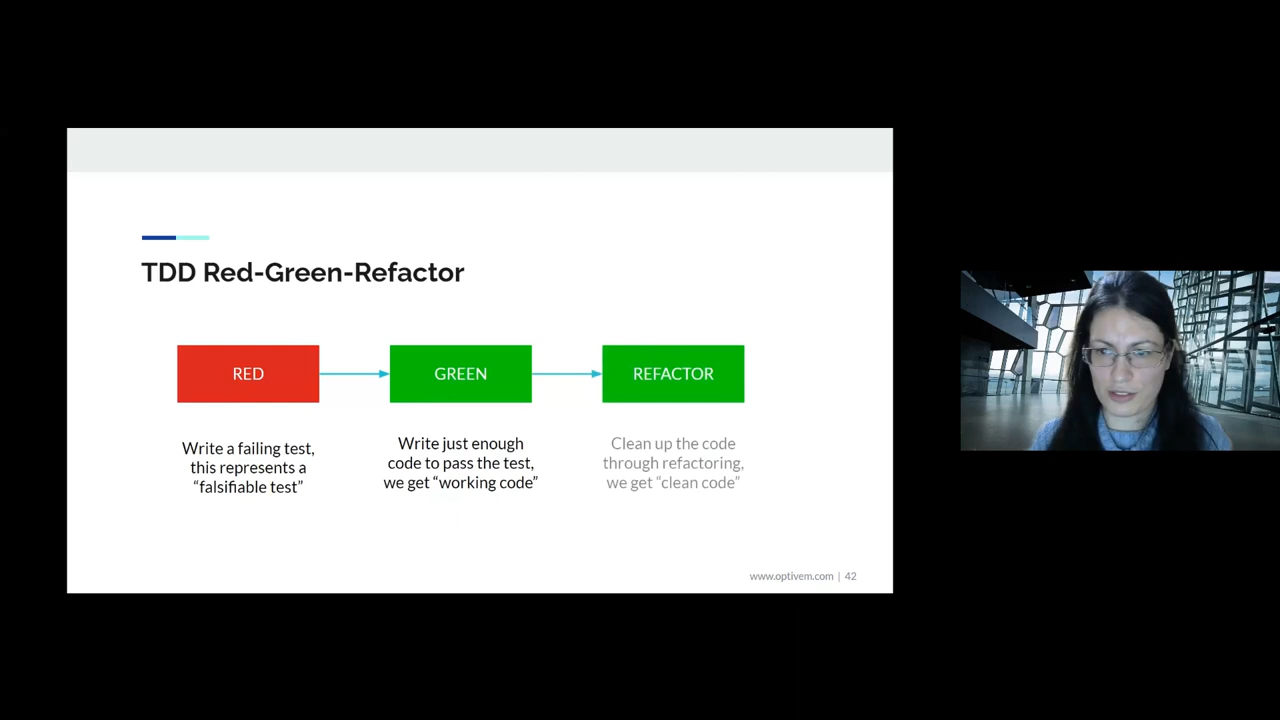 TDD Red-Green-Refactor
RED
GREEN
REFACTOR
Write a failing test,
this represents a
“falsifiable test”
Write just enough
code to pass the test,
we get “working code”
Clean up the code
through refactoring,
we get “clean code”
www.optivem.com | 42